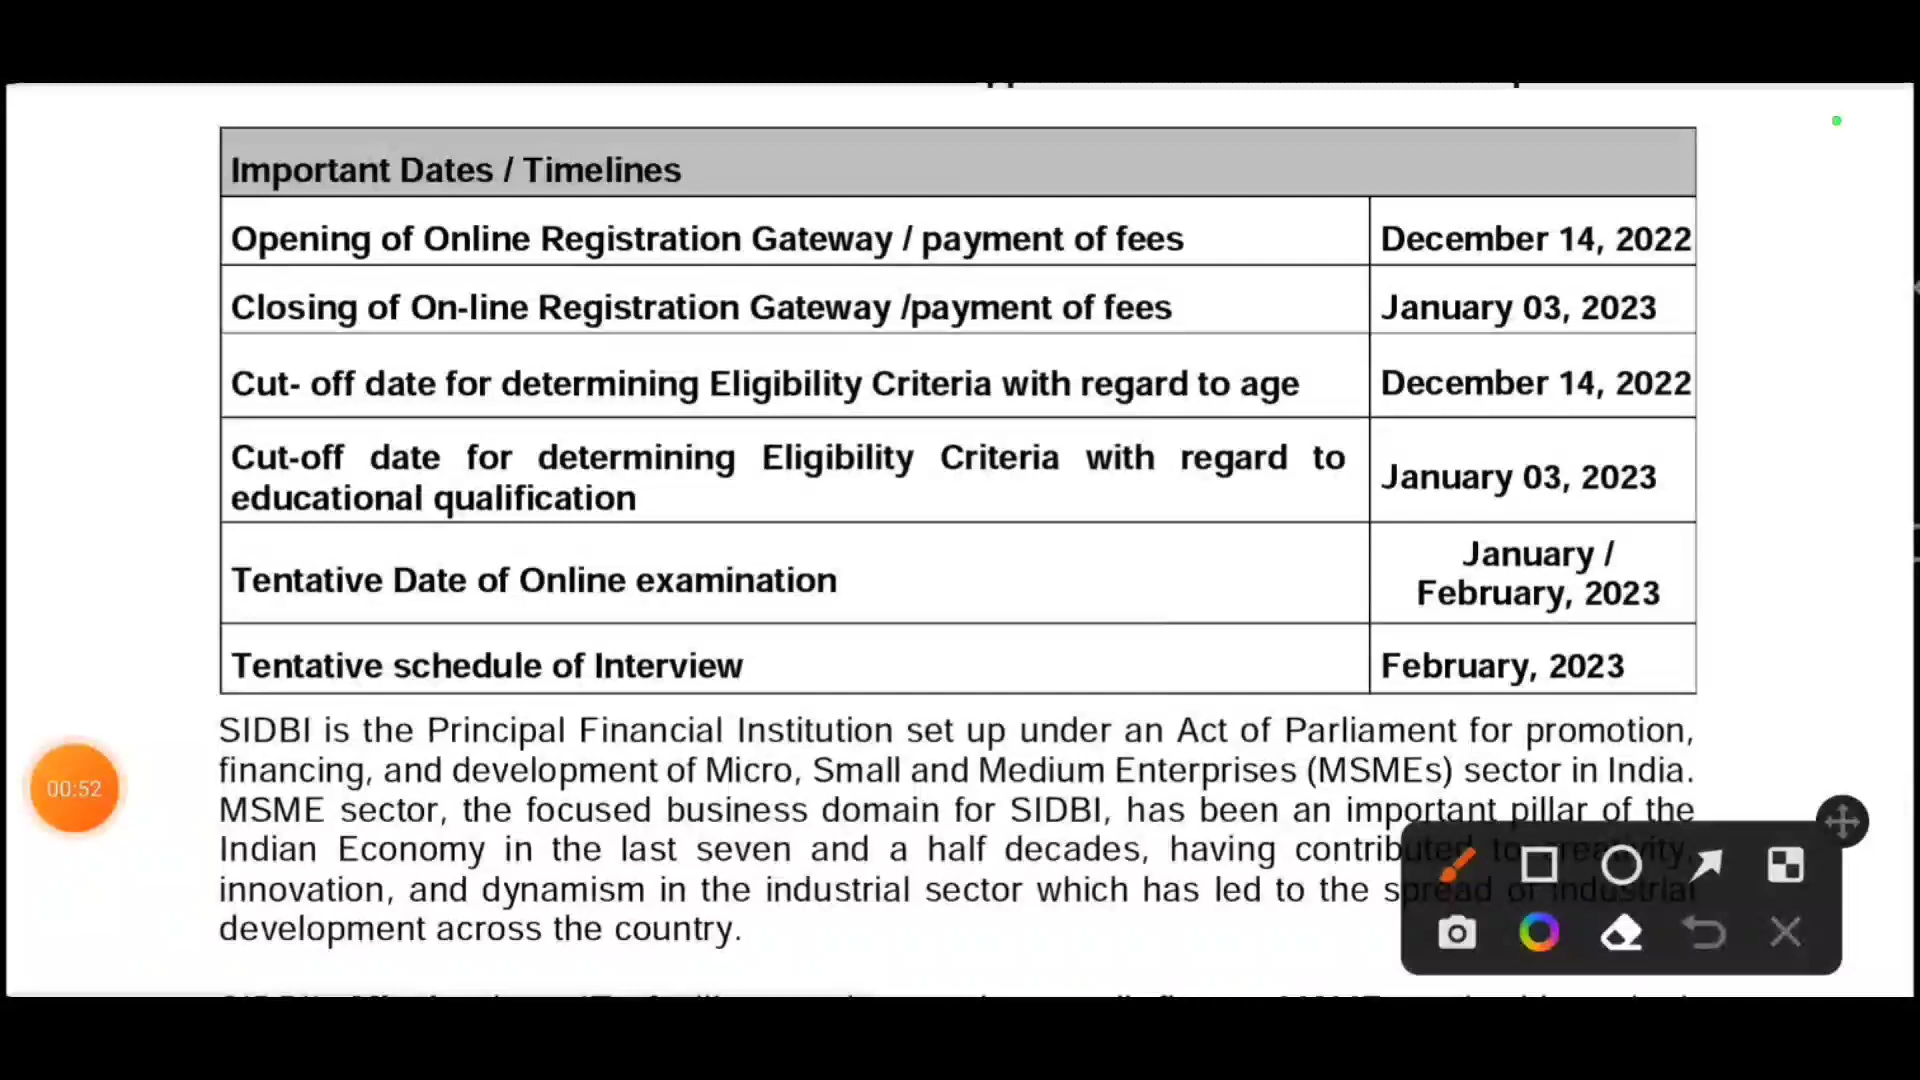 Important Dates / Timelines
Opening of Online Registration Gateway / payment of fees December 14, 2022
Closing of On-line Registration Gateway /payment of fees January 03, 2023
Cut- off date for determining Eligibility Criteria with regard to age December 14, 2022
Cut-off date for determining Eligibility Criteria with regard to
educational qualification
January 03, 2023
Tentative Date of Online examination
January /
February, 2023
Tentative schedule of Interview February, 2023
SIDBI is the Principal Financial Institution set up under an Act of Parliament for promotion,
financing, and development of Micro, Small and Medium Enterprises (MSMEs) sector in India.
MSME sector, the focused business domain for SIDBI, has been an important pillar of the
Indian Economy in the last seven and a half decades, having contributed to creativity,
innovation, and dynamism in the industrial sector which has led to the spread of industrial
development across the country.
00:52